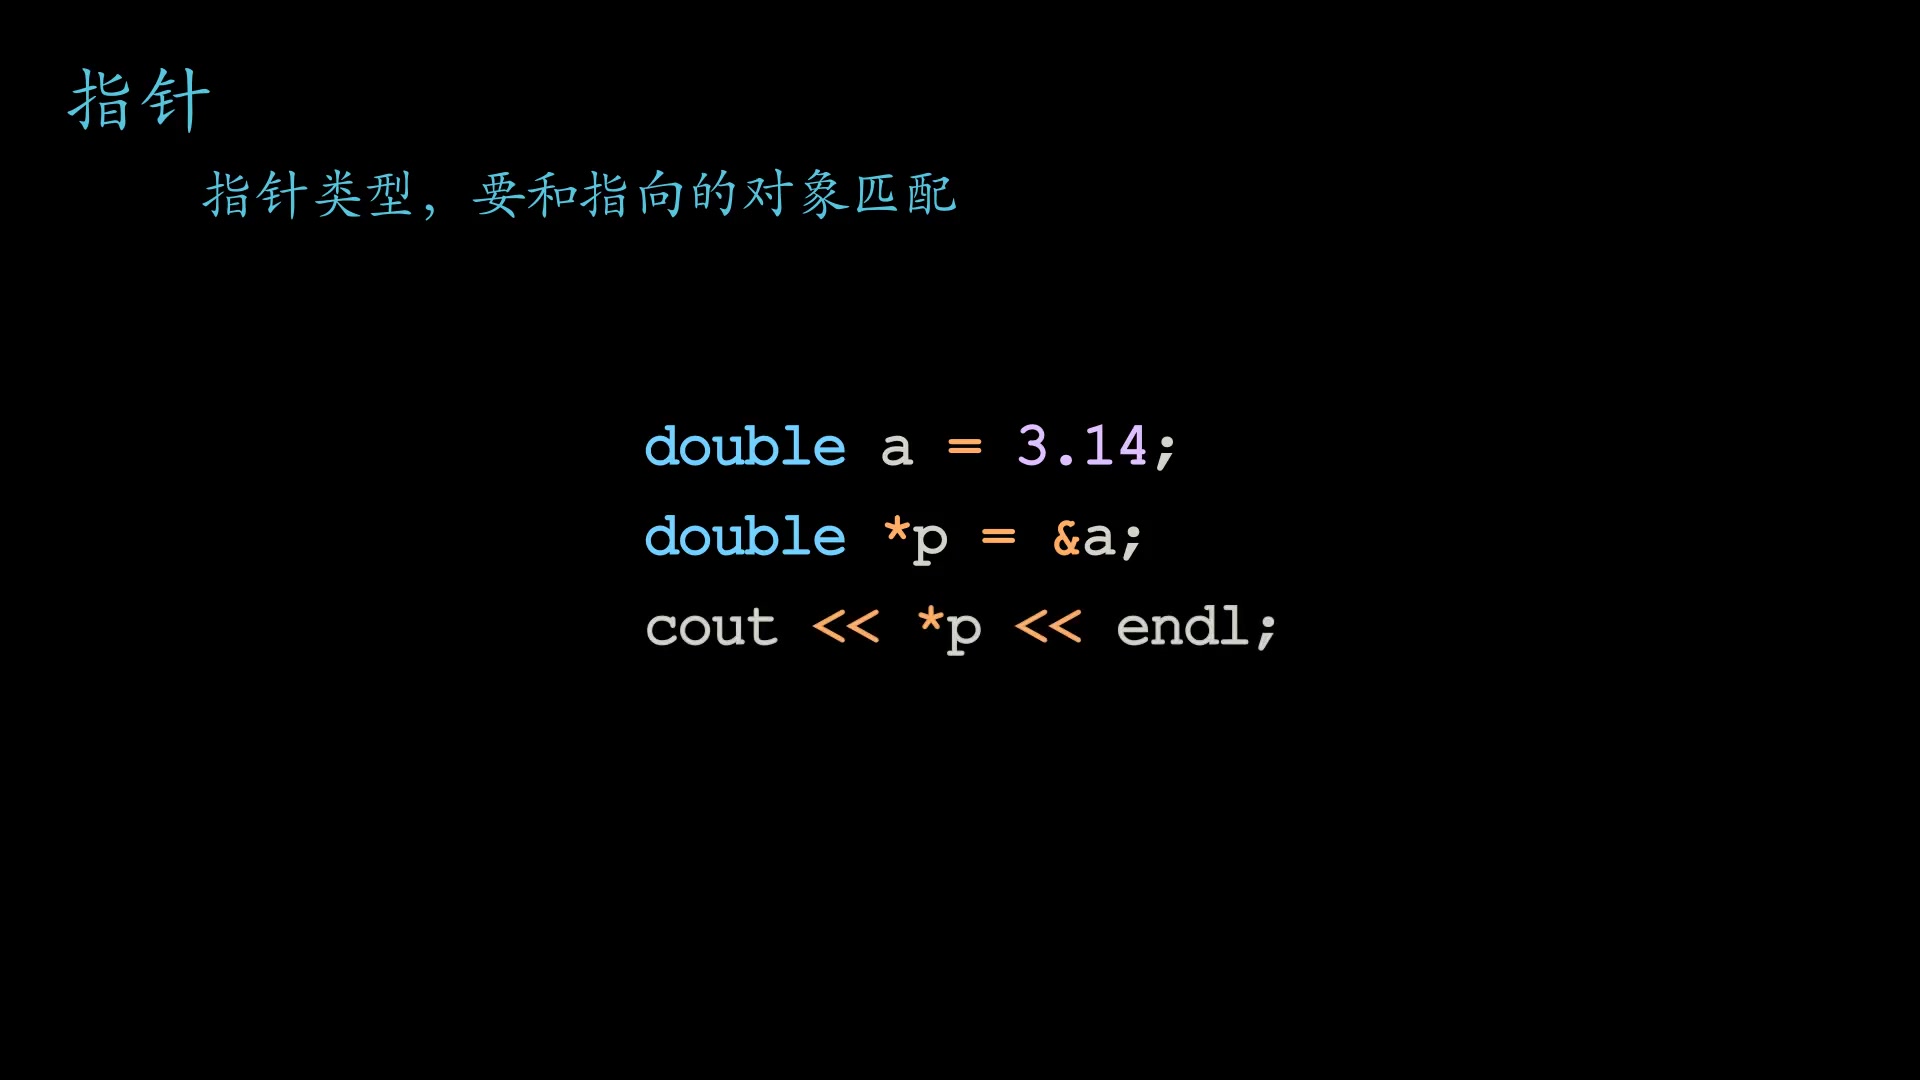 指针
指针类型，要和指向的对象匹配
double a = 3.14;
double *p = &a;
cout << *p << endl;